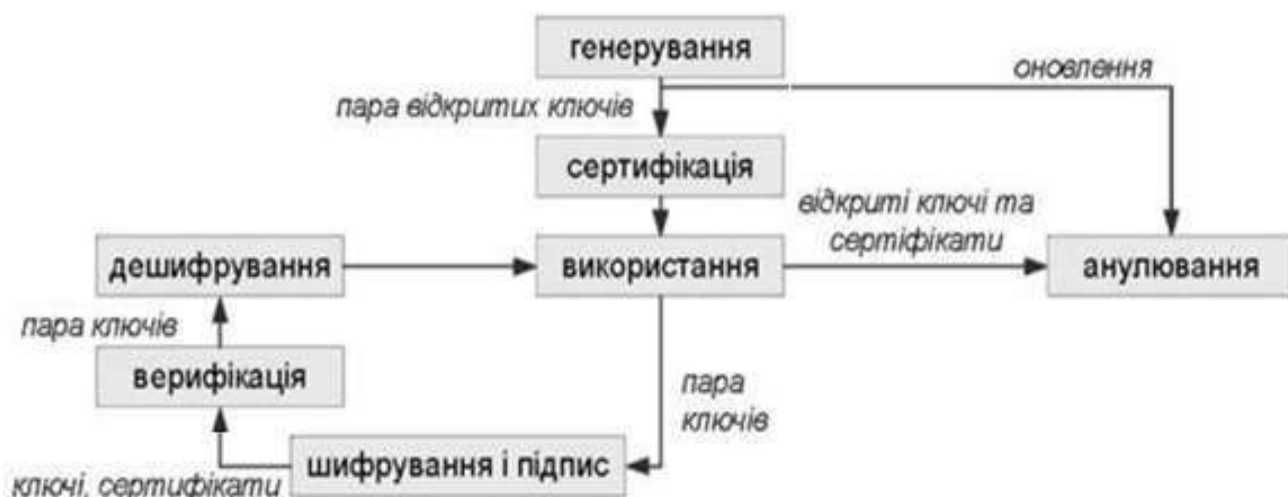 генерування
оновлення
пара відкритих ключів
сертифікація
відкриті ключі та
сертіфікати
дешифрування
використання
анулювання
пара ключів
верифікація
пара
ключів
шифрування і підпис
ключі, сертифікати